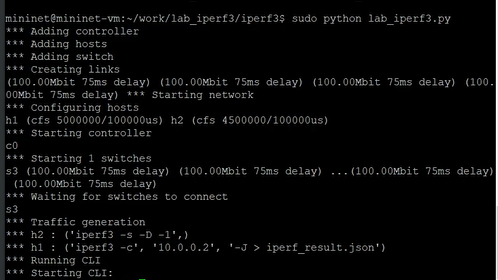 mininet@mininet-vm:~/work/lab_iperf3/iperf3$ sudo python lab_iperf3.py
*** Adding controller
*** Adding hosts
*** Adding switch
*** Creating links
(100.00Mbit 75ms delay) (100.00Mbit 75ms delay) (100.00Mbit 75ms delay) (100.
00Mbit 75ms delay) *** Starting network
*** Configuring hosts
h1 (cfs 5000000/100000us) h2 (cfs 4500000/100000us)
*** Starting controller
c0
*** Starting 1 switches
s3 (100.00Mbit 75ms delay) (100.00Mbit 75ms delay) ...(100.00Mbit 75ms delay)
(100.00Mbit 75ms delay)
*** Waiting for switches to connect
s3
*** Traffic generation
*** h2 : ('iperf3 -s -D -1',)
*** h1 : ('iperf3 -c', '10.0.0.2', '-J > iperf_result.json')
*** Running CLI
*** Starting CLI: